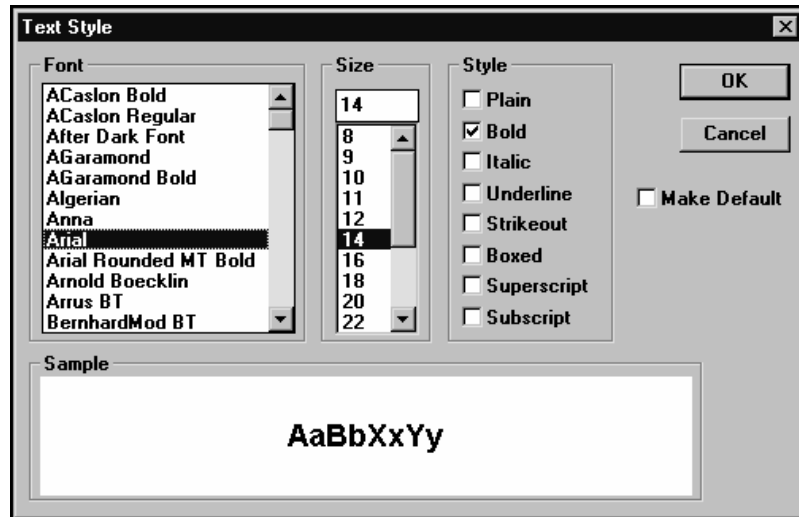 Text Style
Font
ACaslon Bold
ACaslon Regular
After Dark Font
AGaramond
AGaramond Bold
Algerian
Anna
Arial
Arial Rounded MT Bold
Arnold Boecklin
Arrus BT
BernhardMod BT
Size
14
8
9
10
11
12
14
16
18
20
22
Style
Plain
Bold
Italic
Underline
Strikeout
Boxed
Superscript
Subscript
OK
Cancel
Make Default
Sample
AaBbXxYy